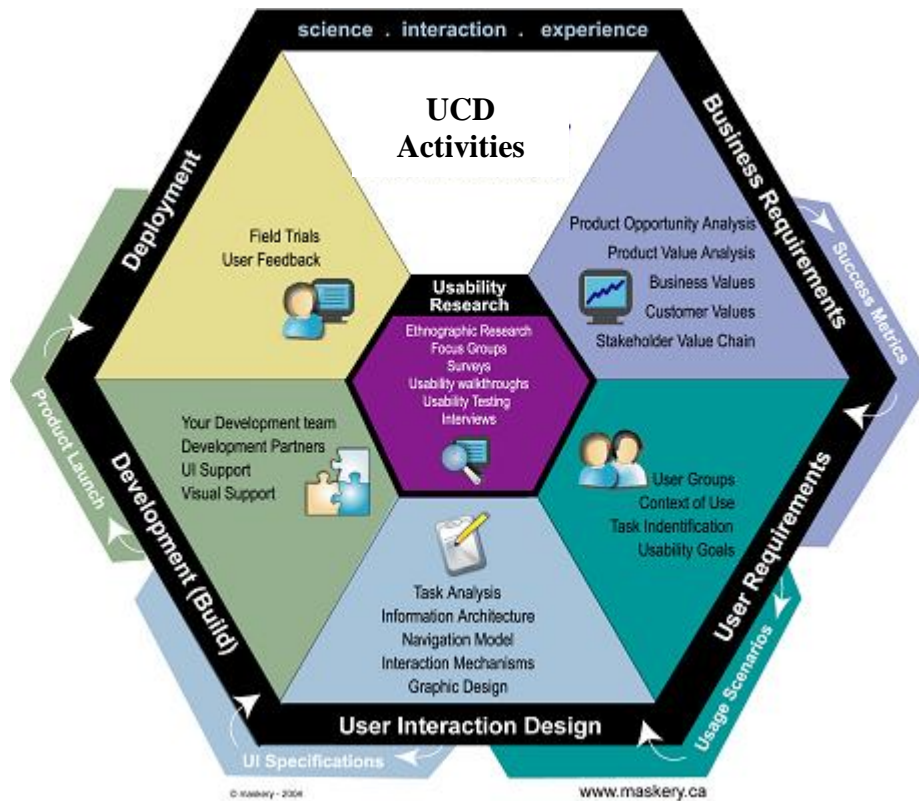 science . interaction . experience
UCD
Activities
Business Requirements
Product Opportunity Analysis
Product Value Analysis
Business Values
Customer Values
Stakeholder Value Chain
Success Metrics
User Requirements
User Groups
Context of Use
Task Indentification
Usability Goals
Usage Scenarios
User Interaction Design
Task Analysis
Information Architecture
Navigation Model
Interaction Mechanisms
Graphic Design
UI Specifications
Development (Build)
Your Development team
Development Partners
UI Support
Visual Support
Product Launch
Deployment
Field Trials
User Feedback
Usability
Research
Ethnographic Research
Focus Groups
Surveys
Usability walkthroughs
Usability Testing
Interviews
© maskery - 2004
www.maskery.ca